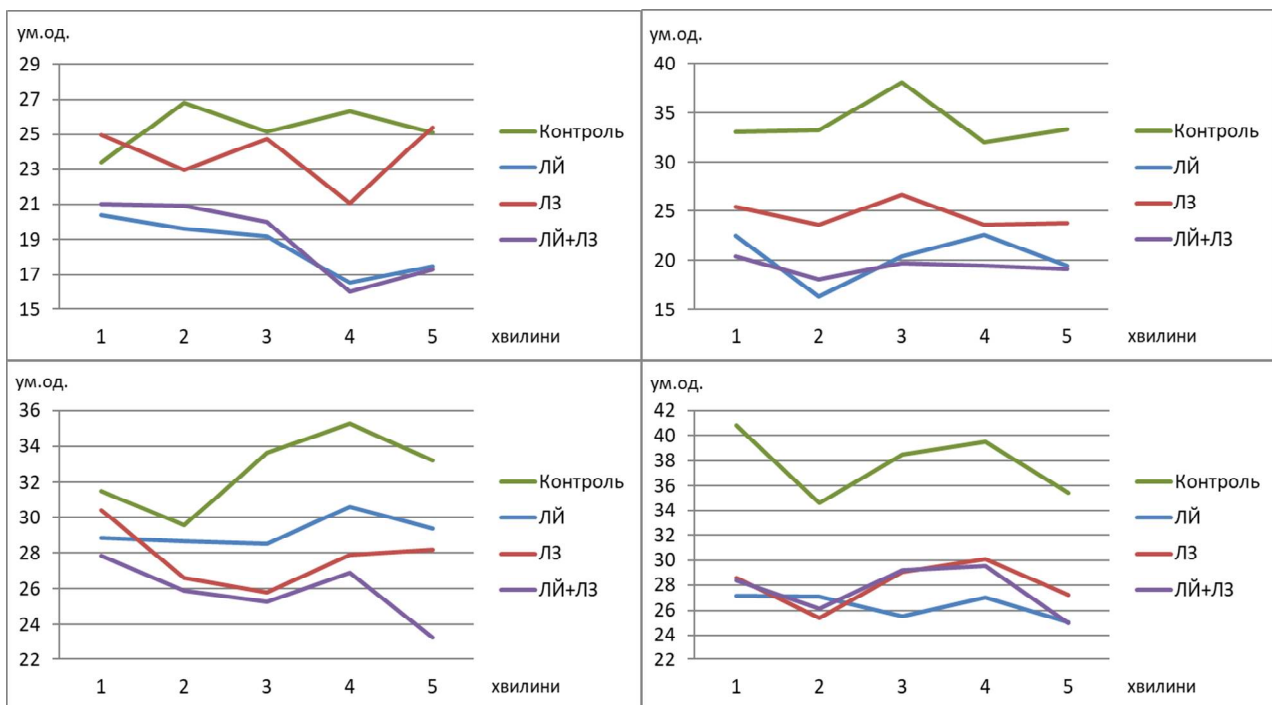 ум.од.
29
27
25
23
21
19
17
15
1 2 3 4 5 хвилини
Контроль
ЛЙ
ЛЗ
ЛЙ+ЛЗ
ум.од.
40
35
30
25
20
15
1 2 3 4 5 хвилини
Контроль
ЛЙ
ЛЗ
ЛЙ+ЛЗ
ум.од.
36
34
32
30
28
26
24
22
1 2 3 4 5 хвилини
Контроль
ЛЙ
ЛЗ
ЛЙ+ЛЗ
ум.од.
42
40
38
36
34
32
30
28
26
24
22
1 2 3 4 5 хвилини
Контроль
ЛЙ
ЛЗ
ЛЙ+ЛЗ